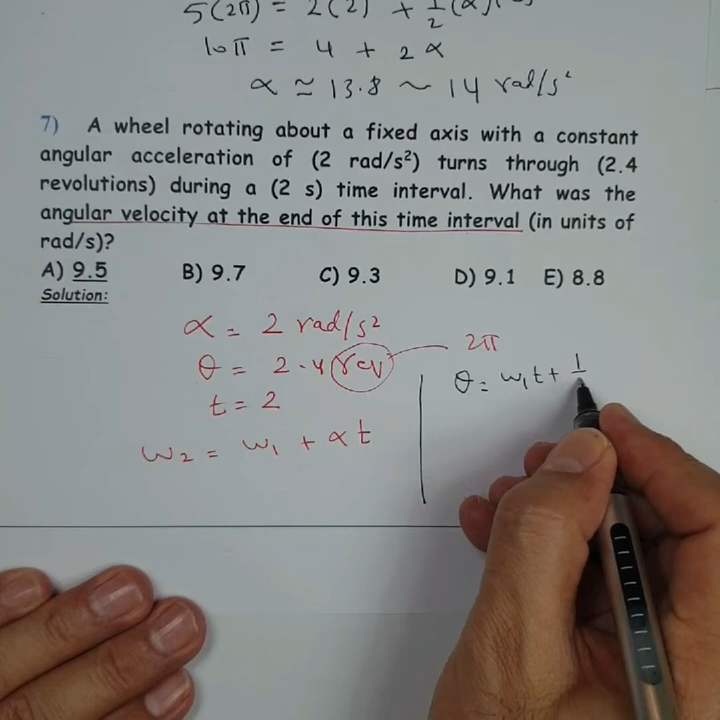 5(2π) = 2(2) + 1/2 (α)
10π = 4 + 2α
α ≃ 13.8 ~ 14 rad/s²
7) A wheel rotating about a fixed axis with a constant
angular acceleration of (2 rad/s²) turns through (2.4
revolutions) during a (2 s) time interval. What was the
angular velocity at the end of this time interval (in units of
rad/s)?
A) 9.5 B) 9.7 C) 9.3 D) 9.1 E) 8.8
Solution:
α = 2 rad/s²
θ = 2.4 rev 2π
t = 2
ω₂ = ω₁ + αt
θ = ω₁t + 1/